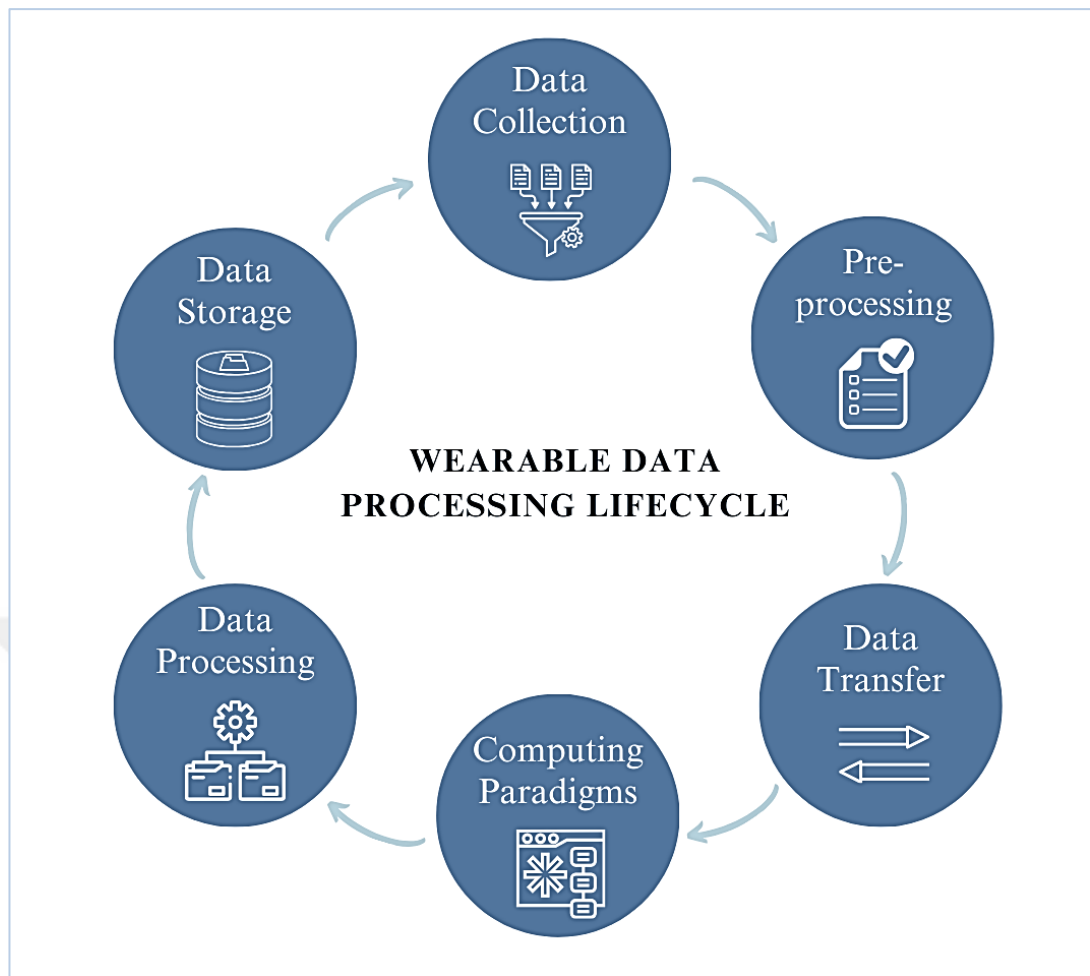 Data
Collection
Pre-
processing
Data
Transfer
Computing
Paradigms
Data
Processing
Data
Storage
WEARABLE DATA
PROCESSING LIFECYCLE